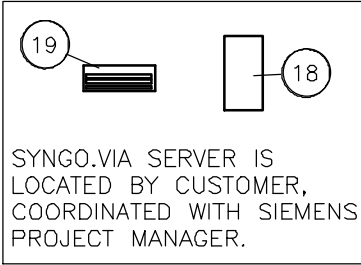 19
18
SYNGO.VIA SERVER IS
LOCATED BY CUSTOMER,
COORDINATED WITH SIEMENS
PROJECT MANAGER.